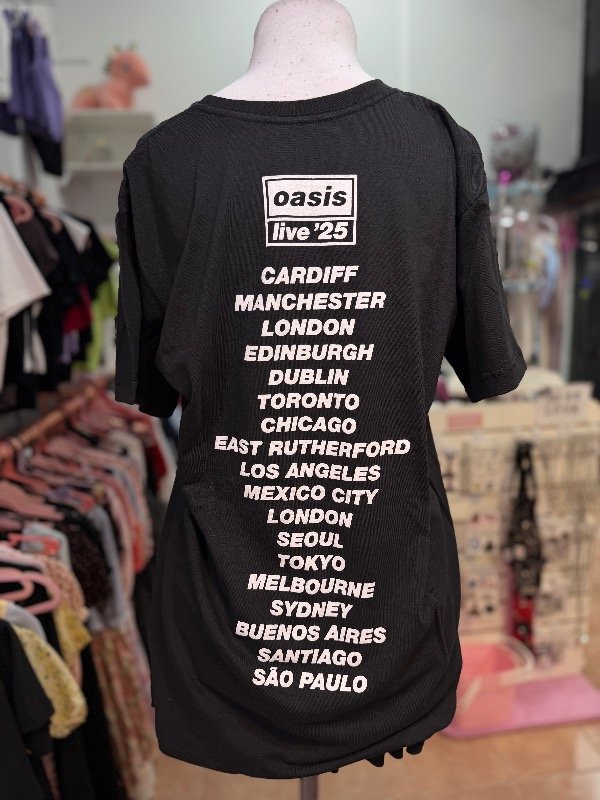 oasis
live '25
CARDIFF
MANCHESTER
LONDON
EDINBURGH
DUBLIN
TORONTO
CHICAGO
EAST RUTHERFORD
LOS ANGELES
MEXICO CITY
LONDON
SEOUL
TOKYO
MELBOURNE
SYDNEY
BUENOS AIRES
SANTIAGO
SÃO PAULO